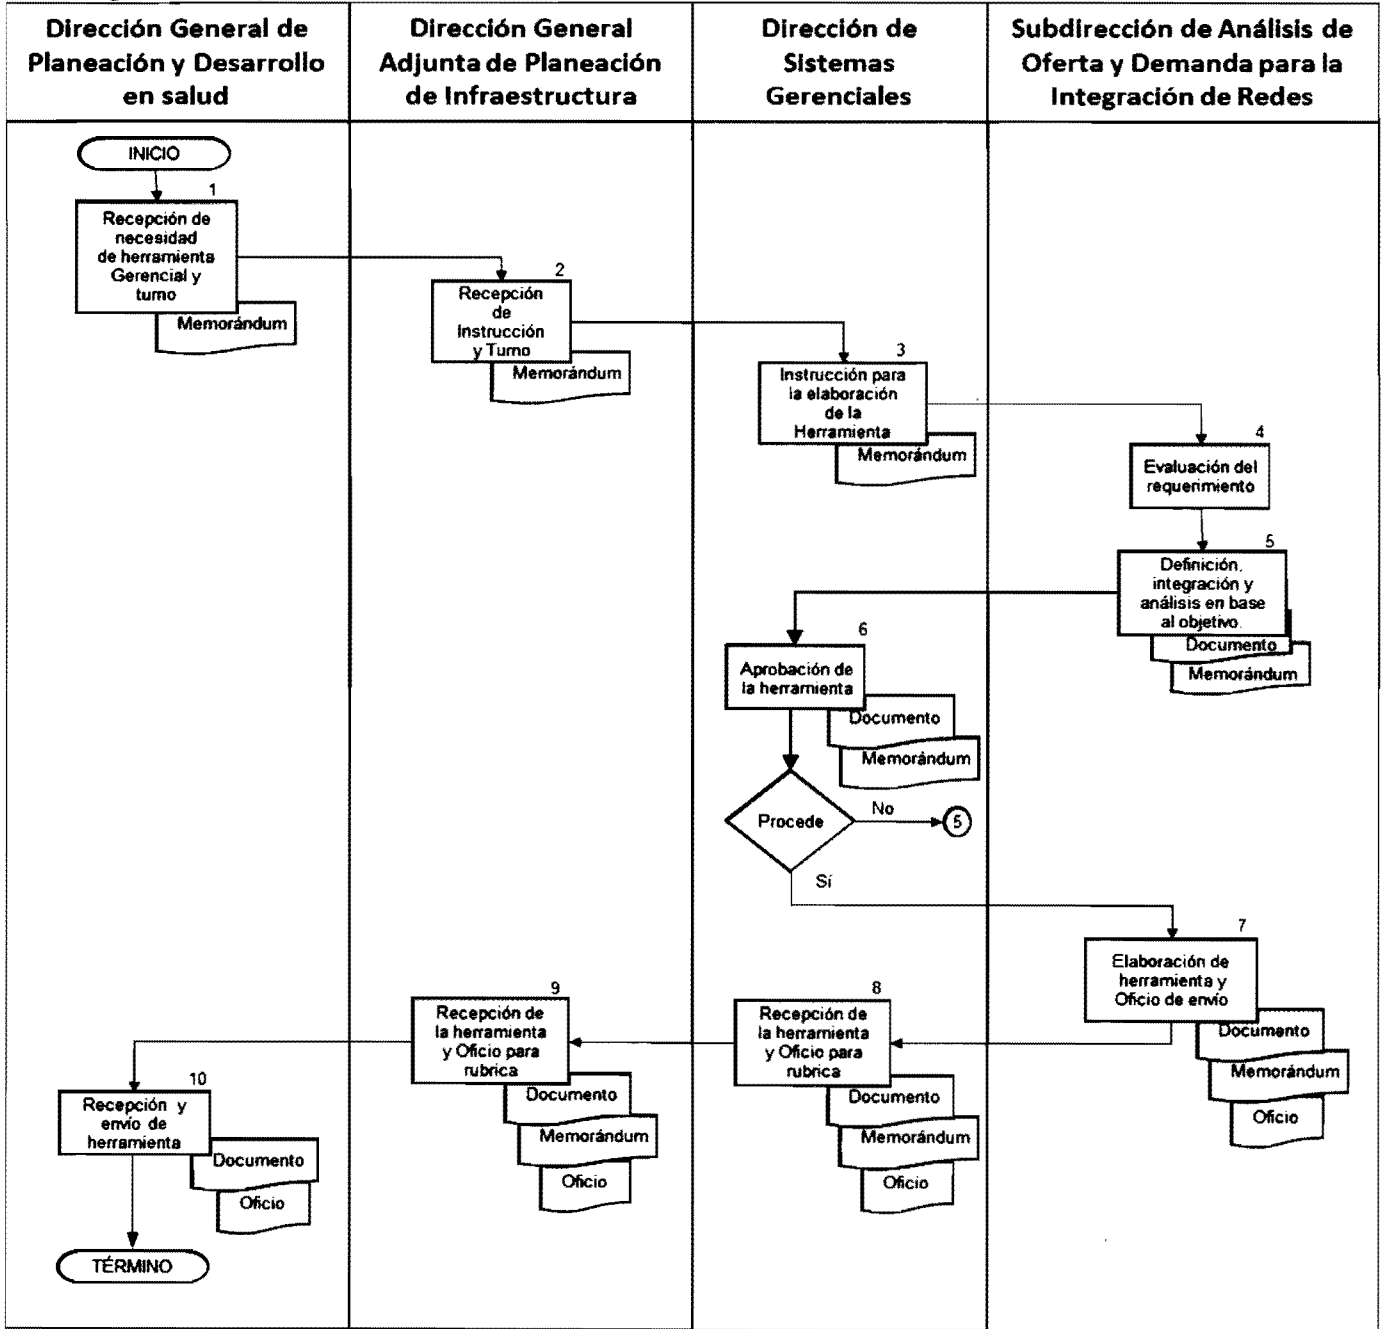 Dirección General de
Planeación y Desarrollo
en salud
Dirección General
Adjunta de Planeación
de Infraestructura
Dirección de
Sistemas
Gerenciales
Subdirección de Análisis de
Oferta y Demanda para la
Integración de Redes
INICIO
1
Recepción de
necesidad
de herramienta
Gerencial y
turno
Memorándum
2
Recepción
de
Instrucción
y Turno
Memorándum
3
Instrucción para
la elaboración
de la
Herramienta
Memorándum
4
Evaluación del
requerimiento
5
Definición,
integración y
análisis en base
al objetivo.
Documento
Memorándum
6
Aprobación de
la herramienta
Documento
Memorándum
Procede
No
5
Sí
7
Elaboración de
herramienta y
Oficio de envío
Documento
Memorándum
Oficio
8
Recepción de
la herramienta
y Oficio para
rubrica
Documento
Memorándum
Oficio
9
Recepción de
la herramienta
y Oficio para
rubrica
Documento
Memorándum
Oficio
10
Recepción y
envío de
herramienta
Documento
Oficio
TÉRMINO